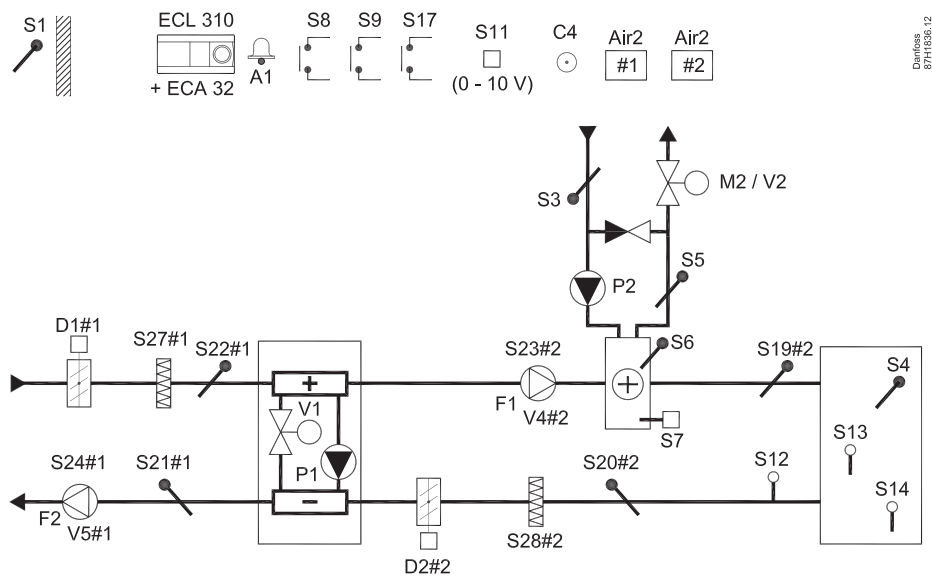 S1
ECL 310
+ ECA 32
A1
S8
S9
S17
S11
(0 - 10 V)
C4
Air2
#1
Air2
#2
Danfoss
87H1836.12
S3
M2 / V2
P2
S5
S6
S7
D1#1
S27#1
S22#1
V1
P1
S23#2
F1
V4#2
S19#2
S4
S13
S14
S24#1
F2
V5#1
S21#1
D2#2
S28#2
S20#2
S12